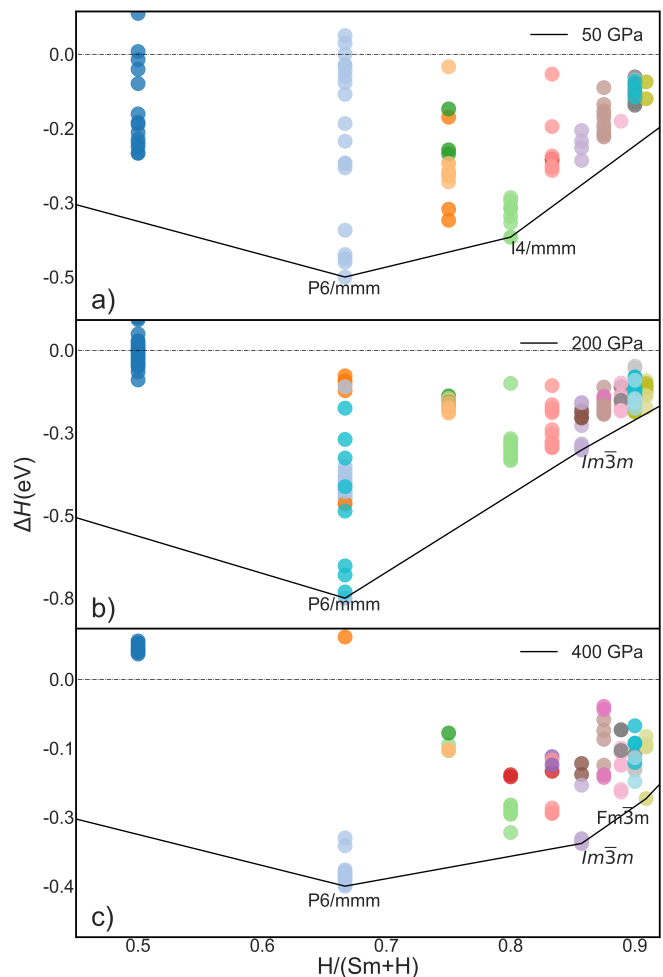 50 GPa
0.0
-0.2
-0.3
-0.5
I4/mmm
P6/mmm
a)
200 GPa
0.0
-0.3
-0.5
-0.8
ΔH(eV)
Im3̅m
P6/mmm
b)
400 GPa
0.0
-0.1
-0.3
-0.4
Fm3̅m
Im3̅m
P6/mmm
c)
0.5 0.6 0.7 0.8 0.9
H/(Sm+H)